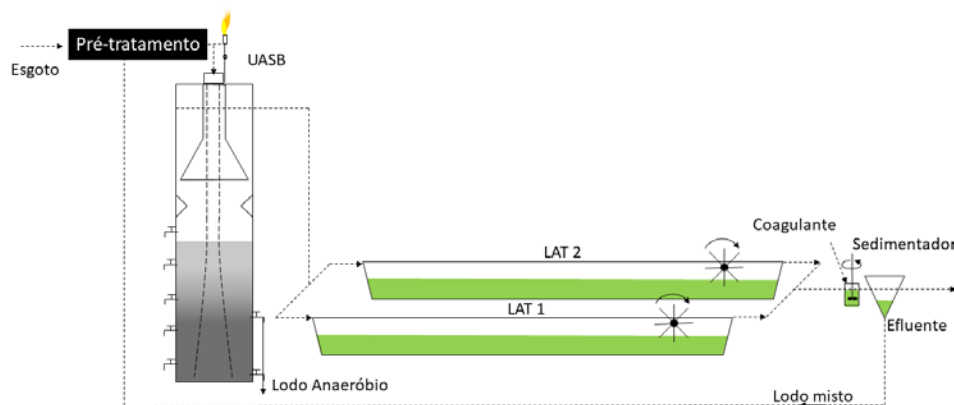 Pré-tratamento
Esgoto
UASB
Coagulante
Sedimentador
LAT 2
LAT 1
Efluente
Lodo Anaeróbio
Lodo misto